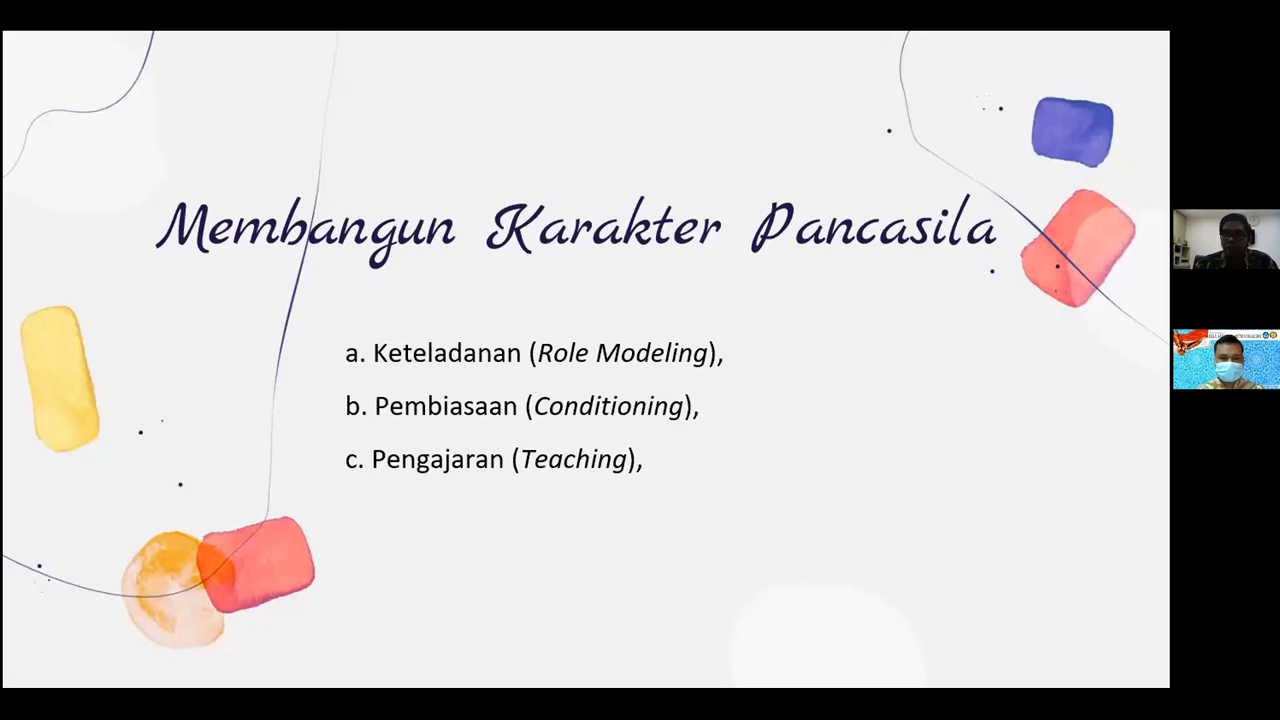 Membangun Karakter Pancasila
a. Keteladanan (Role Modeling),
b. Pembiasaan (Conditioning),
c. Pengajaran (Teaching),